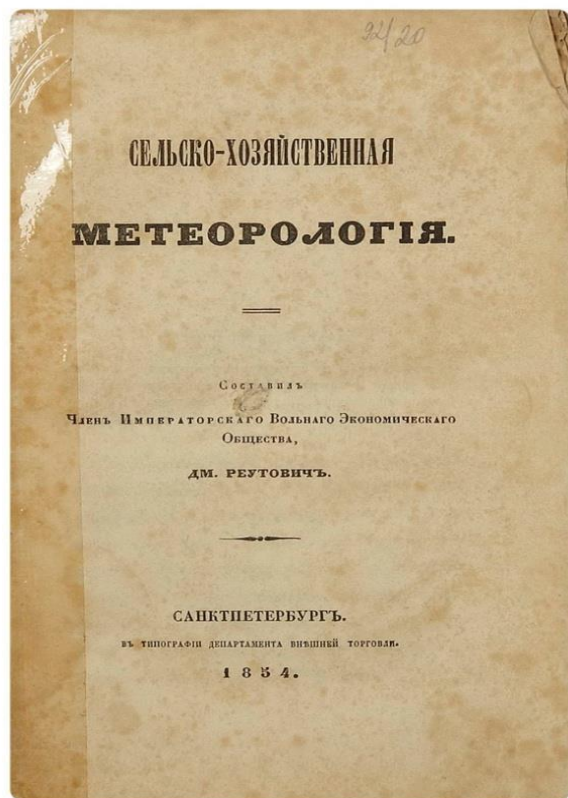 92/20
СЕЛЬСКО-ХОЗЯЙСТВЕННАЯ
МЕТЕОРОЛОГІЯ.
Составилъ
Членъ Императорскаго Вольнаго Экономическаго
Общества,
ДМ. РЕУТОВИЧЪ.
САНКТПЕТЕРБУРГЪ.
ВЪ ТИПОГРАФІИ ДЕПАРТАМЕНТА ВНѢШНЕЙ ТОРГОВЛИ.
1854.